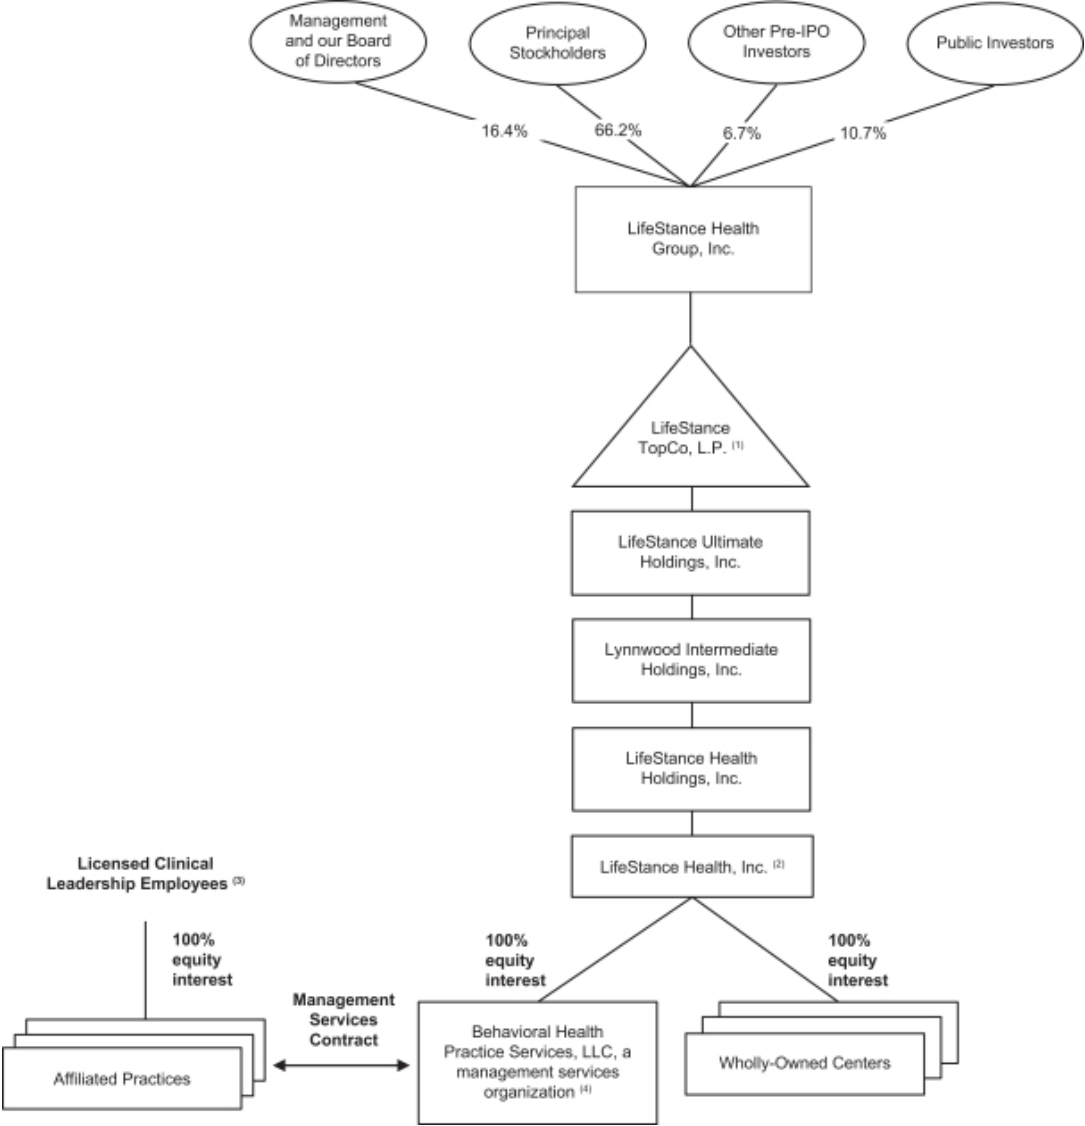 Management
and our Board
of Directors
Principal
Stockholders
Other Pre-IPO
Investors
Public Investors
16.4%
66.2%
6.7%
10.7%
LifeStance Health
Group, Inc.
LifeStance
TopCo, L.P. (1)
LifeStance Ultimate
Holdings, Inc.
Lynnwood Intermediate
Holdings, Inc.
LifeStance Health
Holdings, Inc.
LifeStance Health, Inc. (2)
Licensed Clinical
Leadership Employees (3)
100%
equity
interest
100%
equity
interest
100%
equity
interest
Management
Services
Contract
Affiliated Practices
Behavioral Health
Practice Services, LLC, a
management services
organization (4)
Wholly-Owned Centers